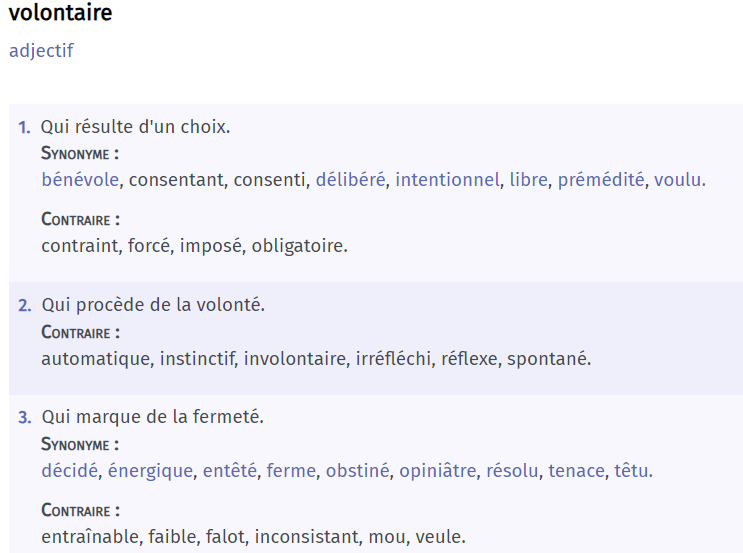 volontaire
adjectif
1. Qui résulte d'un choix.
Synonyme :
bénévole, consentant, consenti, délibéré, intentionnel, libre, prémédité, voulu.
Contraire :
contraint, forcé, imposé, obligatoire.
2. Qui procède de la volonté.
Contraire :
automatique, instinctif, involontaire, irréfléchi, réflexe, spontané.
3. Qui marque de la fermeté.
Synonyme :
décidé, énergique, entêté, ferme, obstiné, opiniâtre, résolu, tenace, têtu.
Contraire :
entraînable, faible, falot, inconsistant, mou, veule.